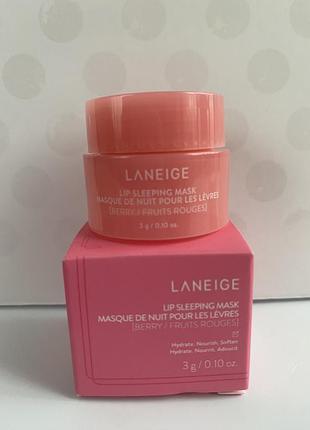 LANEIGE
LIP SLEEPING MASK
MASQUE DE NUIT POUR LES LÈVRES
[BERRY / FRUITS ROUGES]
3 g / 0.10 oz.
LANEIGE
LIP SLEEPING MASK
MASQUE DE NUIT POUR LES LÈVRES
[BERRY / FRUITS ROUGES]
Hydrate, Nourish, Soften
Hydrate, Nourrit, Adoucit
3 g / 0.10 oz.